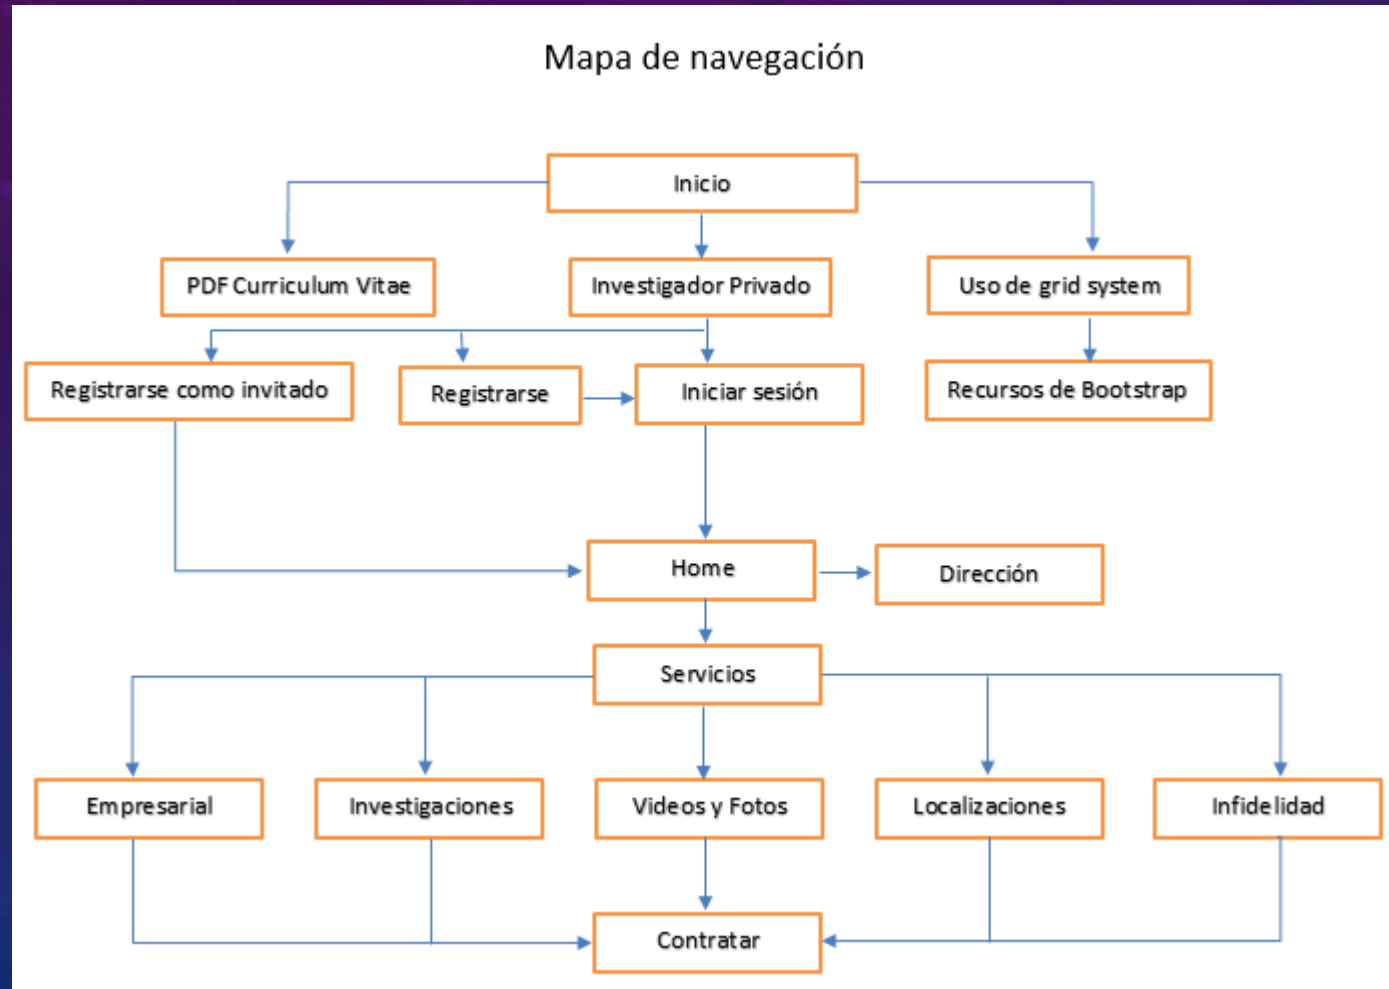 Mapa de navegación
Inicio
PDF Curriculum Vitae
Investigador Privado
Uso de grid system
Registrarse como invitado
Registrarse
Iniciar sesión
Recursos de Bootstrap
Home
Dirección
Servicios
Empresarial
Investigaciones
Videos y Fotos
Localizaciones
Infidelidad
Contratar